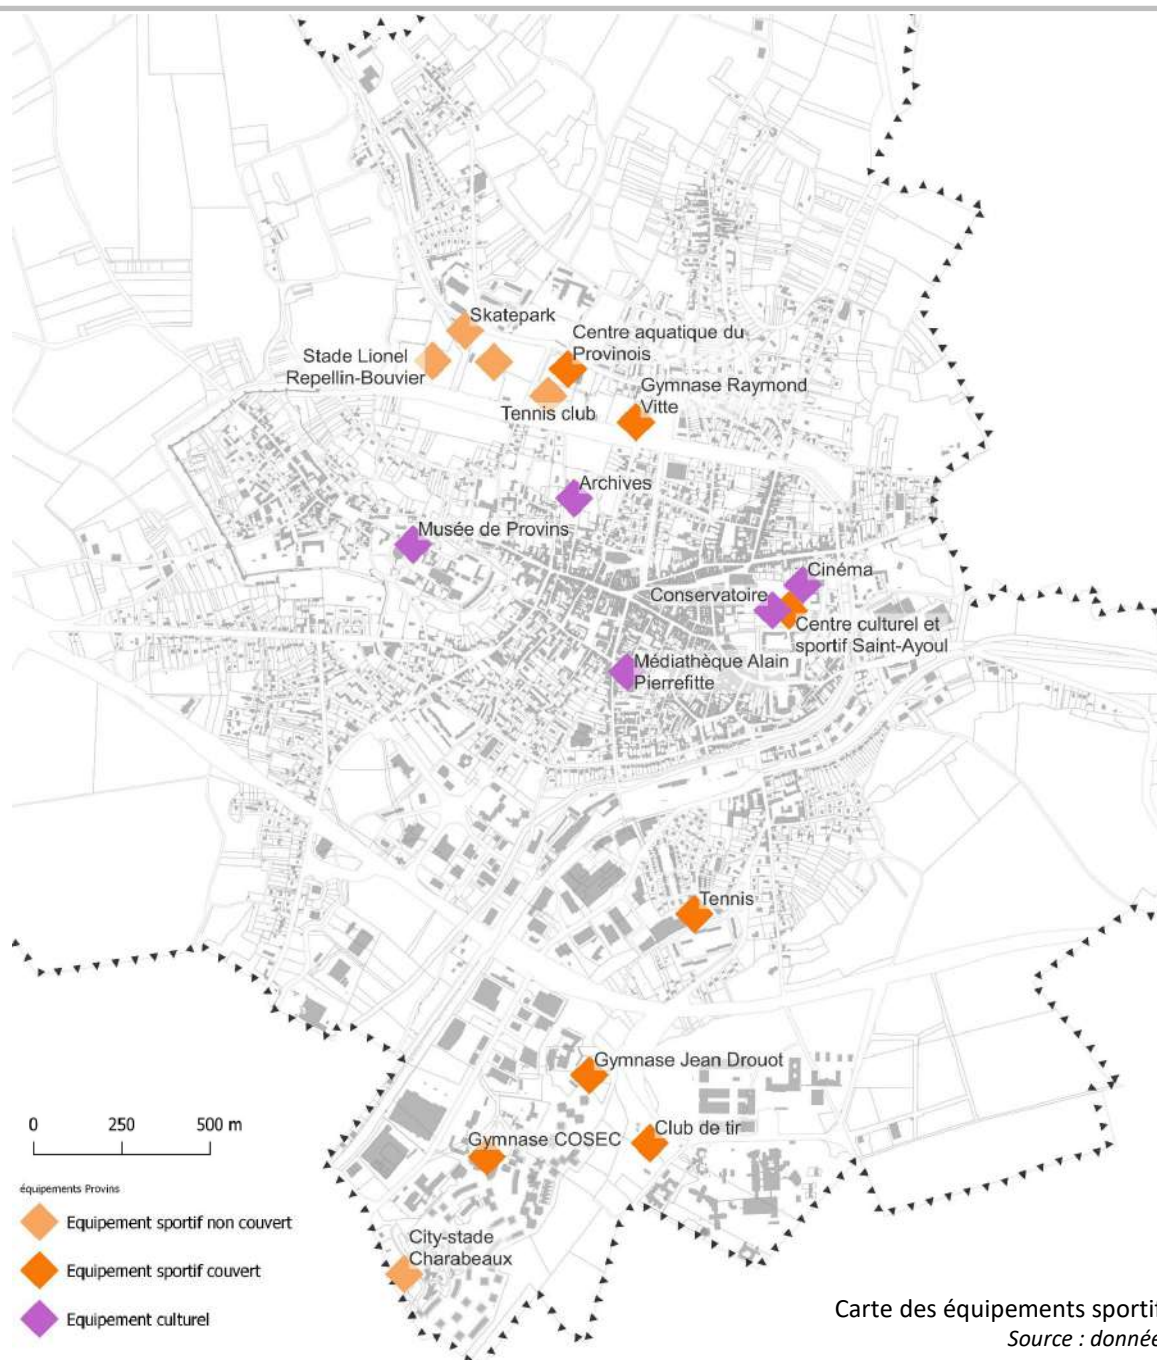 Skatepark
Centre aquatique du
Provinois
Stade Lionel
Repellin-Bouvier
Gymnase Raymond
Vitte
Tennis club
Archives
Musée de Provins
Cinéma
Conservatoire
Centre culturel et
sportif Saint-Ayoul
Médiathèque Alain
Pierrefitte
Tennis
Gymnase Jean Drouot
Club de tir
Gymnase COSEC
City-stade
Charabeaux
0 250 500 m
équipements Provins
Equipement sportif non couvert
Equipement sportif couvert
Equipement culturel
Carte des équipements sportif
Source : donnée